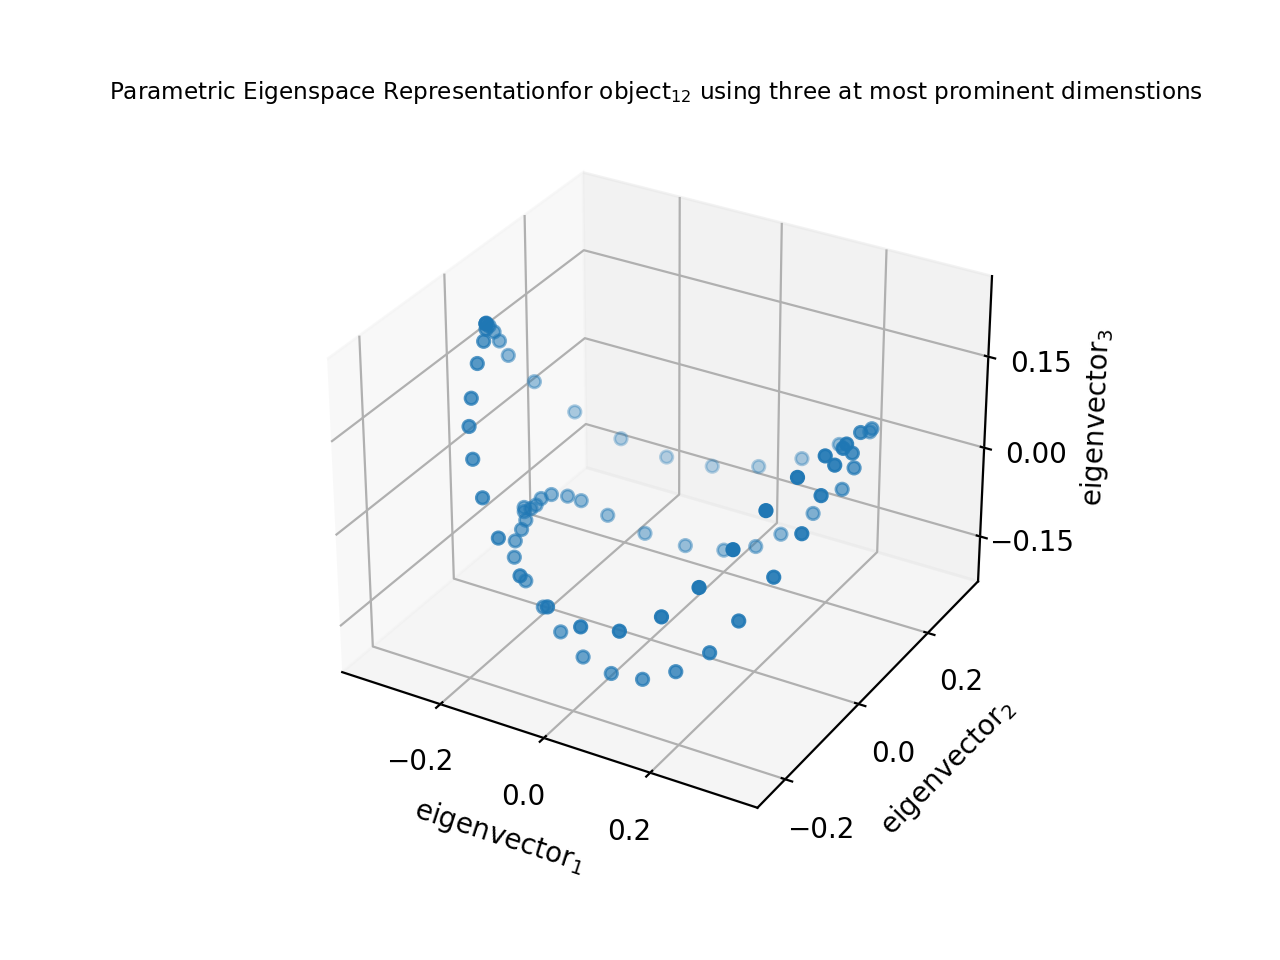 Parametric Eigenspace Representationfor object₁₂ using three at most prominent dimenstions
0.15
0.00
−0.15
eigenvector₃
0.2
0.0
−0.2
eigenvector₂
−0.2
0.0
0.2
eigenvector₁